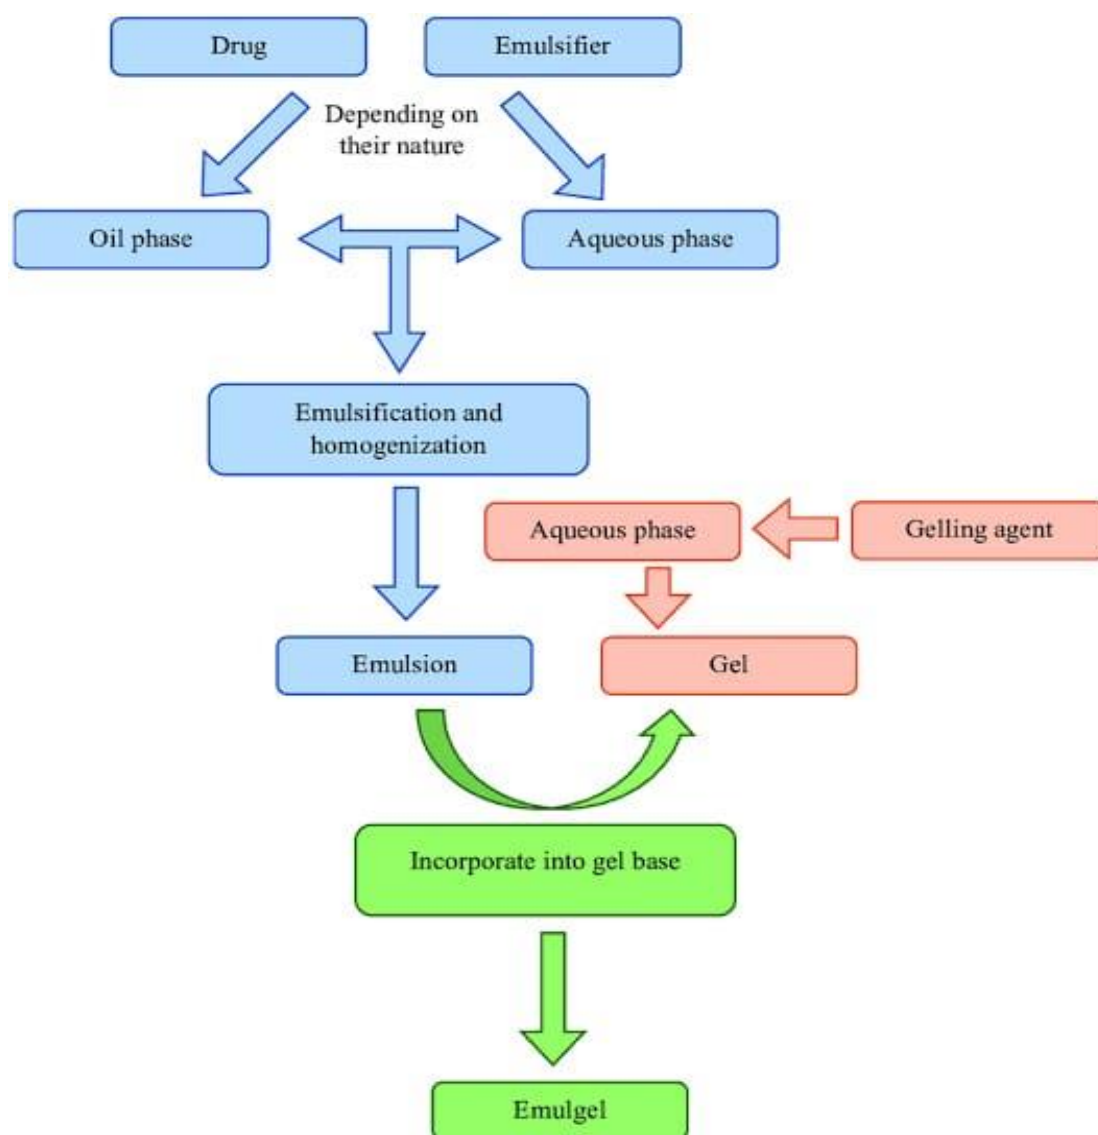 Drug
Emulsifier
Depending on
their nature
Oil phase
Aqueous phase
Emulsification and
homogenization
Aqueous phase
Gelling agent
Emulsion
Gel
Incorporate into gel base
Emulgel